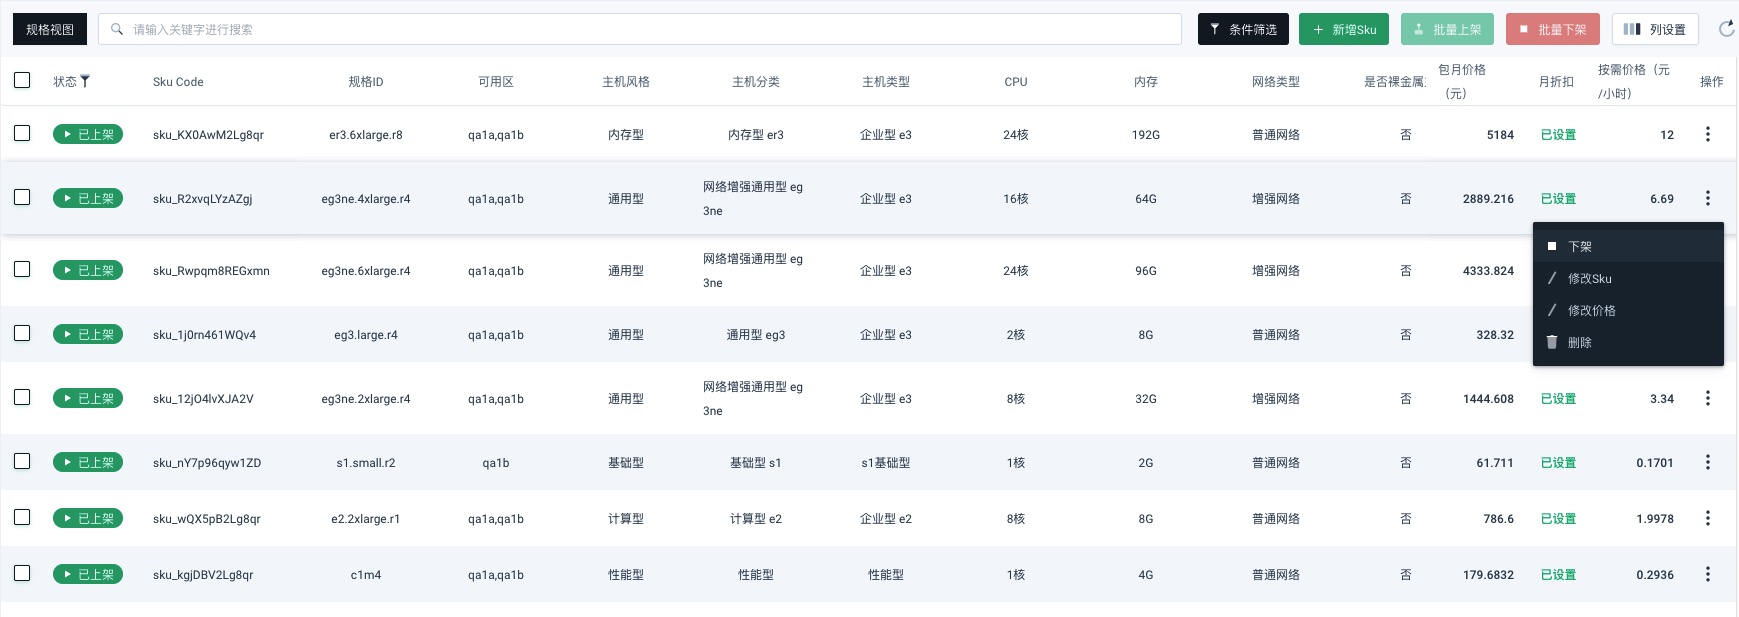 规格视图 请输入关键字进行搜索 条件筛选 新增Sku 批量上架 批量下架 列设置
状态 Sku Code 规格ID 可用区 主机风格 主机分类 主机类型 CPU 内存 网络类型 是否裸金属 包月价格（元） 月折扣 按需价格（元/小时） 操作
已上架 sku_KX0AwM2Lg8qr er3.6xlarge.r8 qa1a,qa1b 内存型 内存型 er3 企业型 e3 24核 192G 普通网络 否 5184 已设置 12
已上架 sku_R2xvqLYzAZgj eg3ne.4xlarge.r4 qa1a,qa1b 通用型 网络增强通用型 eg3ne 企业型 e3 16核 64G 增强网络 否 2889.216 已设置 6.69
下架
修改Sku
修改价格
删除
已上架 sku_Rwpqm8REGxmn eg3ne.6xlarge.r4 qa1a,qa1b 通用型 网络增强通用型 eg3ne 企业型 e3 24核 96G 增强网络 否 4333.824
已上架 sku_1j0rn461WQv4 eg3.large.r4 qa1a,qa1b 通用型 通用型 eg3 企业型 e3 2核 8G 普通网络 否 328.32
已上架 sku_12jO4lvXJA2V eg3ne.2xlarge.r4 qa1a,qa1b 通用型 网络增强通用型 eg3ne 企业型 e3 8核 32G 增强网络 否 1444.608 已设置 3.34
已上架 sku_nY7p96qyw1ZD s1.small.r2 qa1b 基础型 基础型 s1 s1基础型 1核 2G 普通网络 否 61.711 已设置 0.1701
已上架 sku_wQX5pB2Lg8qr e2.2xlarge.r1 qa1a,qa1b 计算型 计算型 e2 企业型 e2 8核 8G 普通网络 否 786.6 已设置 1.9978
已上架 sku_kgjDBV2Lg8qr c1m4 qa1a,qa1b 性能型 性能型 性能型 1核 4G 普通网络 否 179.6832 已设置 0.2936